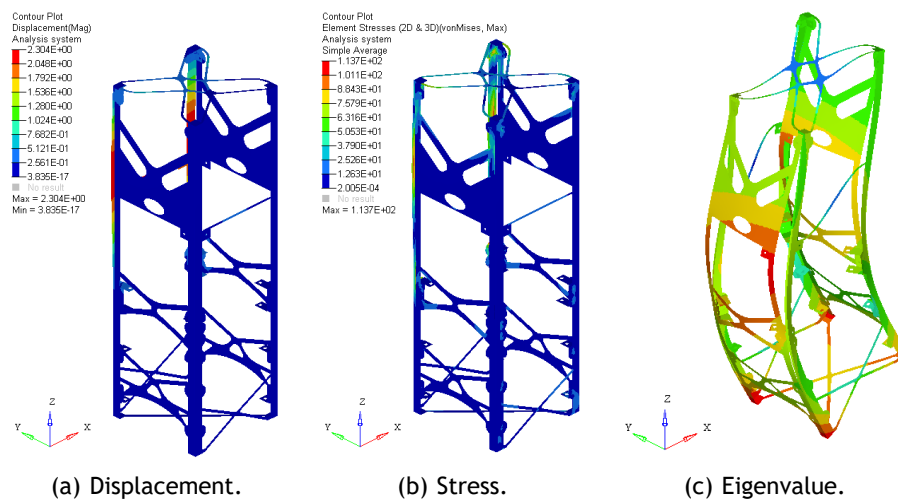 Contour Plot
Displacement(Mag)
Analysis system
2.304E+00
2.048E+00
1.792E+00
1.536E+00
1.280E+00
1.024E+00
7.682E-01
5.121E-01
2.561E-01
3.835E-17
No result
Max = 2.304E+00
Min = 3.835E-17
Z
Y
X
(a) Displacement.
Contour Plot
Element Stresses (2D & 3D)(vonMises, Max)
Analysis system
Simple Average
1.137E+02
1.011E+02
8.843E+01
7.579E+01
6.316E+01
5.053E+01
3.790E+01
2.526E+01
1.263E+01
2.005E-04
No result
Max = 1.137E+02
Z
Y
X
(b) Stress.
Z
Y
X
(c) Eigenvalue.